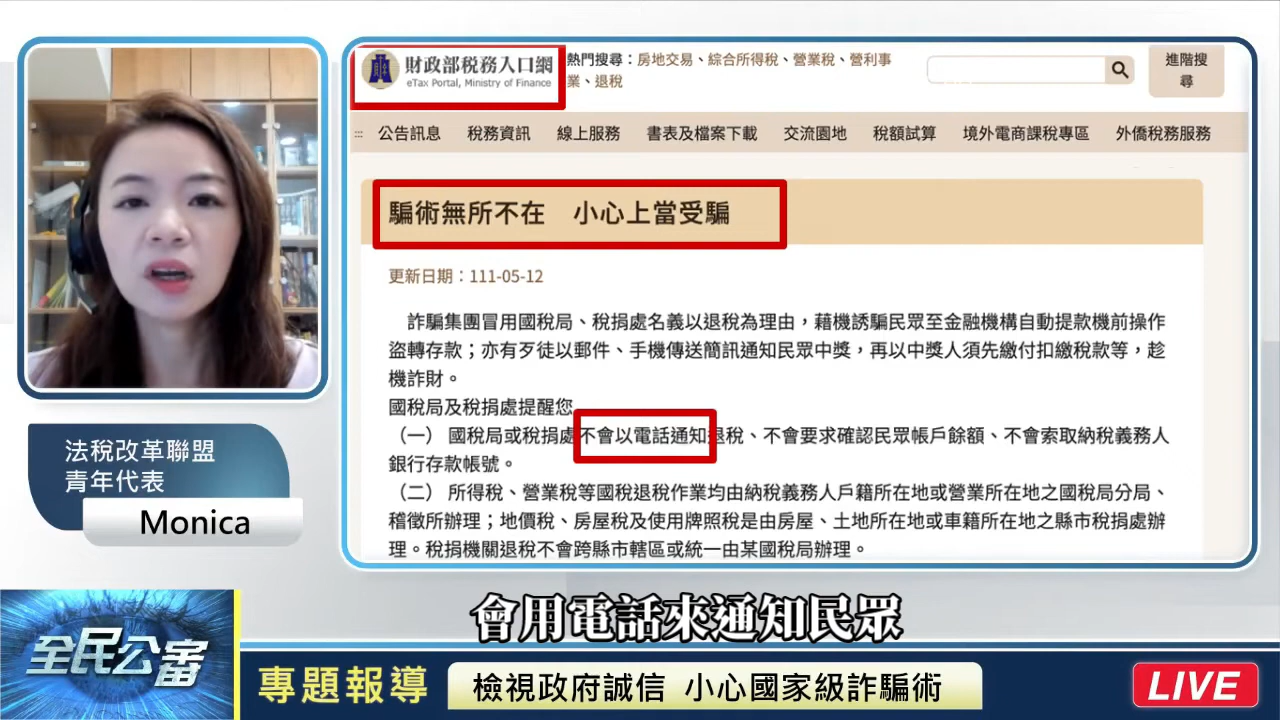 財政部稅務入口網
eTax Portal, Ministry of Finance
熱門搜尋：房地交易、綜合所得稅、營業稅、營利事
業、退稅
進階搜
尋
:::
公告訊息 稅務資訊 線上服務 書表及檔案下載 交流園地 稅額試算 境外電商課稅專區 外僑稅務服務
騙術無所不在　小心上當受騙
更新日期：111-05-12
詐騙集團冒用國稅局、稅捐處名義以退稅為理由，藉機誘騙民眾至金融機構自動提款機前操作
盜轉存款；亦有歹徒以郵件、手機傳送簡訊通知民眾中獎，再以中獎人須先繳付扣繳稅款等，趁
機詐財。
國稅局及稅捐處提醒您
（一） 國稅局或稅捐處不會以電話通知退稅、不會要求確認民眾帳戶餘額、不會索取納稅義務人
銀行存款帳號。
（二） 所得稅、營業稅等國稅退稅作業均由納稅義務人戶籍所在地或營業所在地之國稅局分局、
稽徵所辦理；地價稅、房屋稅及使用牌照稅是由房屋、土地所在地或車籍所在地之縣市稅捐處辦
理。稅捐機關退稅不會跨縣市轄區或統一由某國稅局辦理。
法稅改革聯盟
青年代表
Monica
會用電話來通知民眾
全民公審
專題報導
檢視政府誠信 小心國家級詐騙術
LIVE